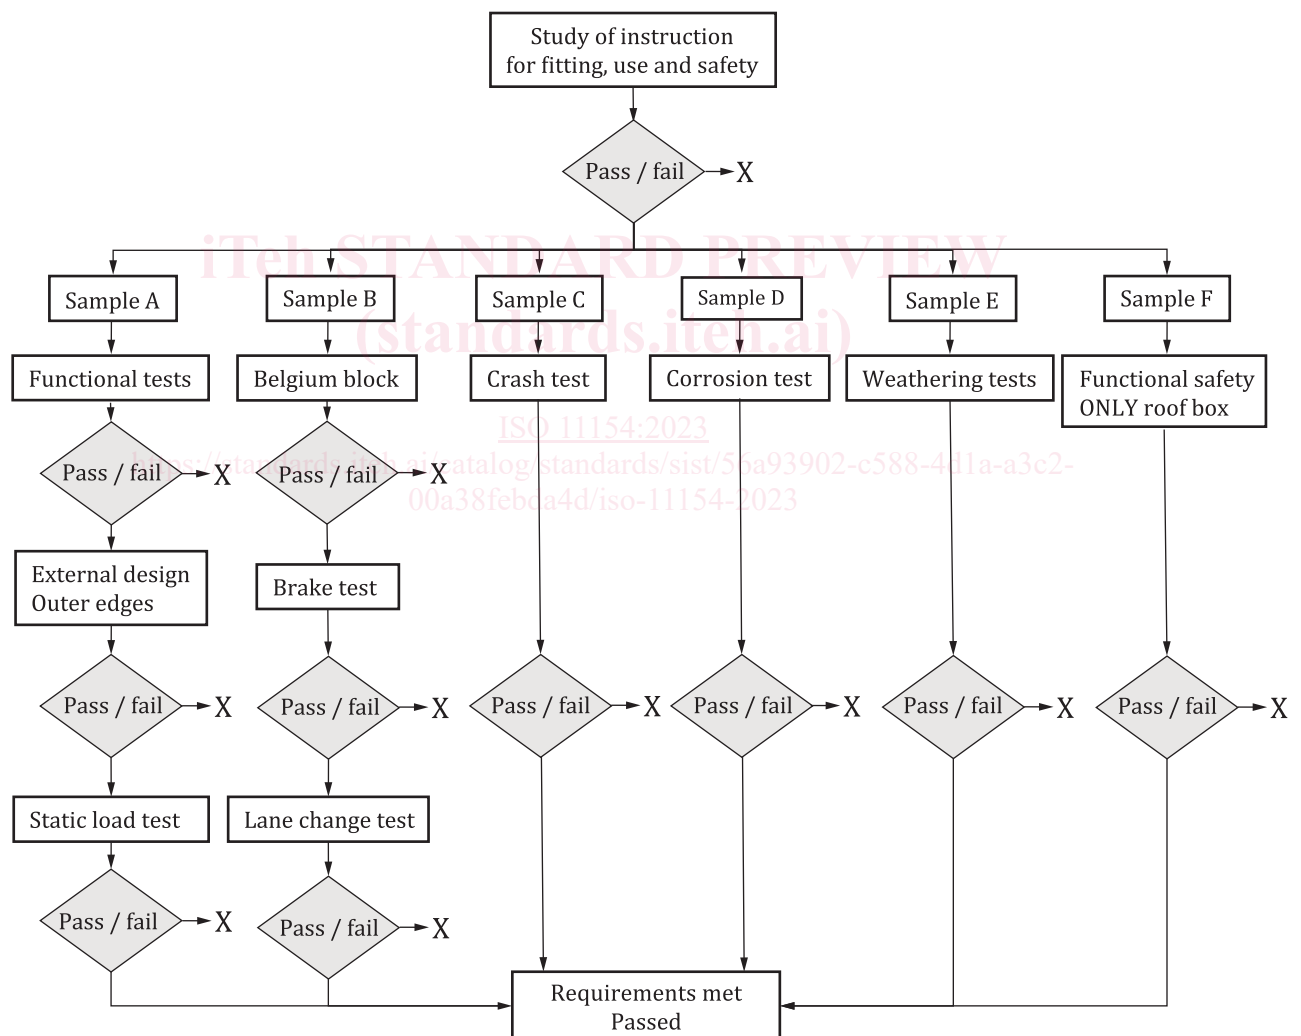 Study of instruction
for fitting, use and safety
Pass / fail
X
iTeh STANDARD PREVIEW
(standards.iteh.ai)
Sample A
Sample B
Sample C
Sample D
Sample E
Sample F
Functional tests
Belgium block
Crash test
Corrosion test
Weathering tests
Functional safety
ONLY roof box
ISO 11154:2023
https://standards.iteh.ai/catalog/standards/sist/56a93902-c588-4d1a-a3c2-
00a38febda4d/iso-11154-2023
Pass / fail
X
Pass / fail
X
External design
Outer edges
Brake test
Pass / fail
X
Pass / fail
X
Pass / fail
X
Pass / fail
X
Pass / fail
X
Pass / fail
X
Static load test
Lane change test
Pass / fail
X
Pass / fail
X
Requirements met
Passed